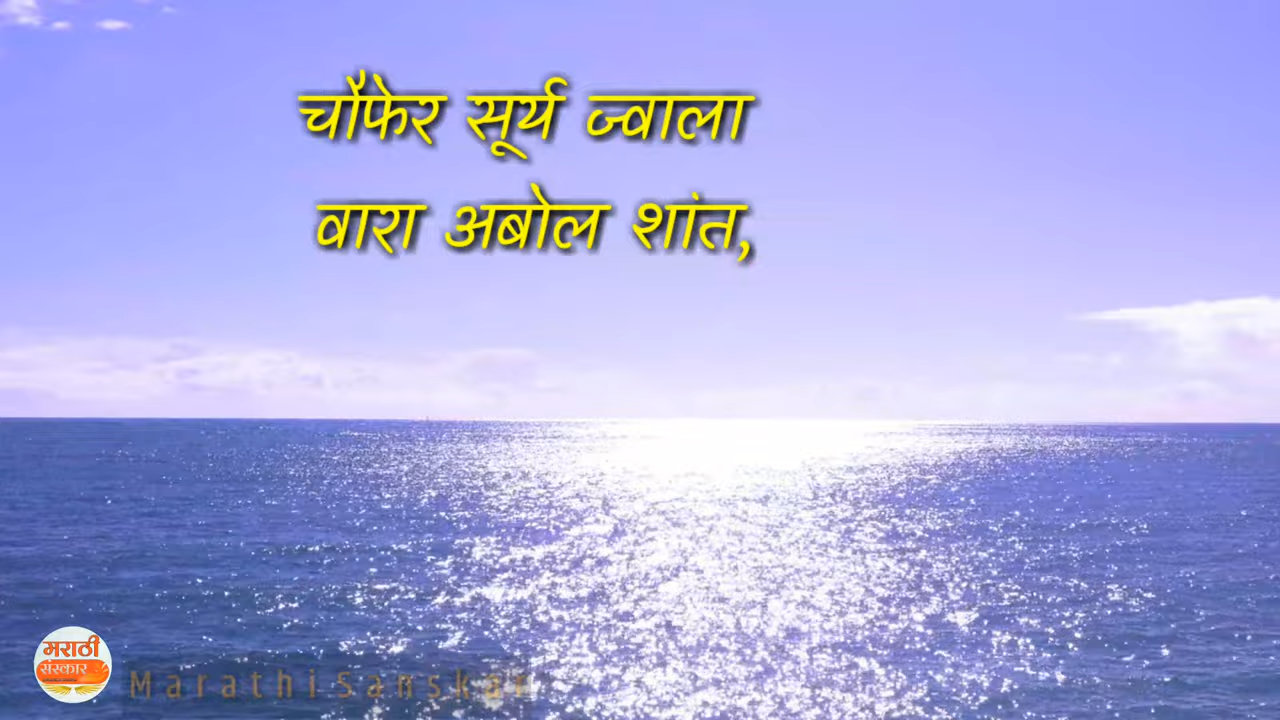 चौफेर सूर्य ज्वाला
वारा अबोल शांत,
मराठी
संस्कार
Marathi Sanskar